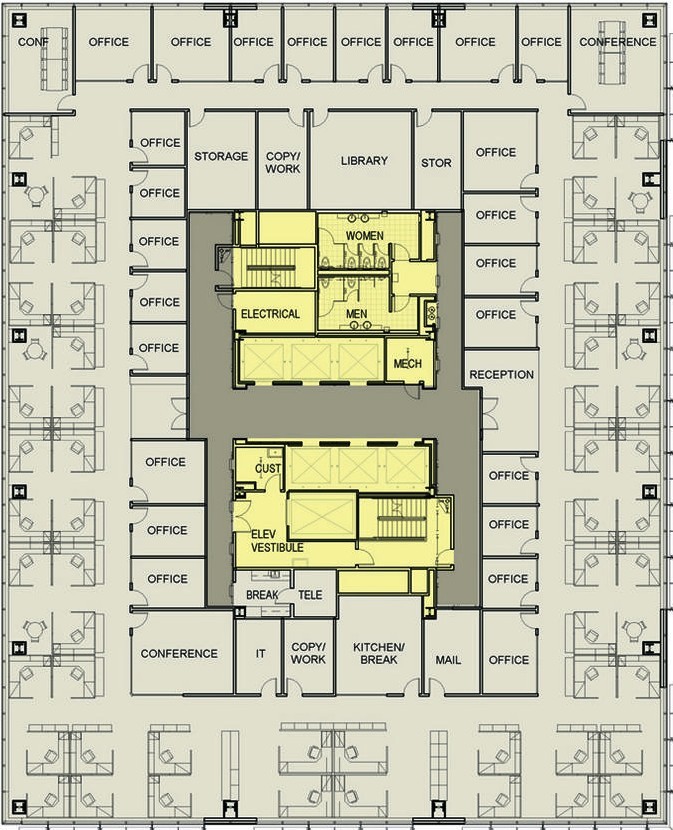 CONF
OFFICE
OFFICE
OFFICE
OFFICE
OFFICE
OFFICE
OFFICE
OFFICE
CONFERENCE
OFFICE
STORAGE
COPY/
WORK
LIBRARY
STOR
OFFICE
OFFICE
OFFICE
OFFICE
WOMEN
OFFICE
OFFICE
ELECTRICAL
MEN
OFFICE
OFFICE
MECH
RECEPTION
OFFICE
CUST
OFFICE
OFFICE
ELEV
VESTIBULE
OFFICE
OFFICE
BREAK
TELE
OFFICE
CONFERENCE
IT
COPY/
WORK
KITCHEN/
BREAK
MAIL
OFFICE